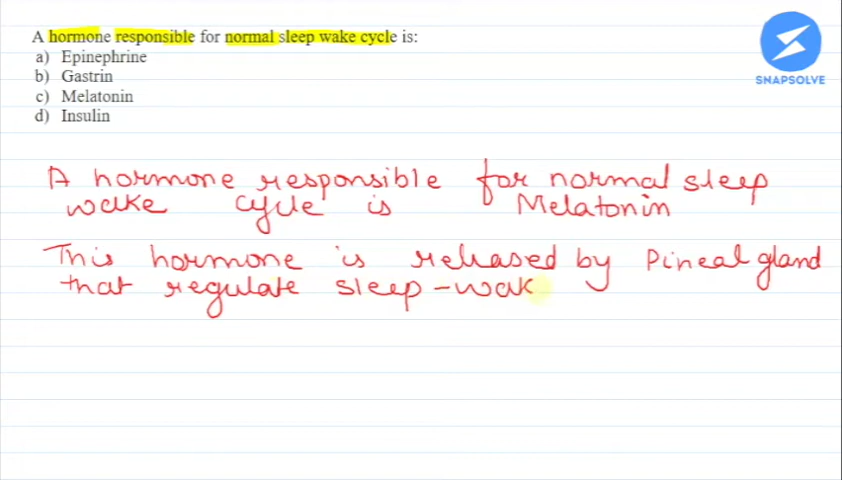 A hormone responsible for normal sleep wake cycle is:
a) Epinephrine
b) Gastrin
c) Melatonin
d) Insulin
SNAPSOLVE
A hormone responsible for normal sleep
wake cycle is Melatonin
This hormone is released by Pineal gland
that regulate sleep-wak